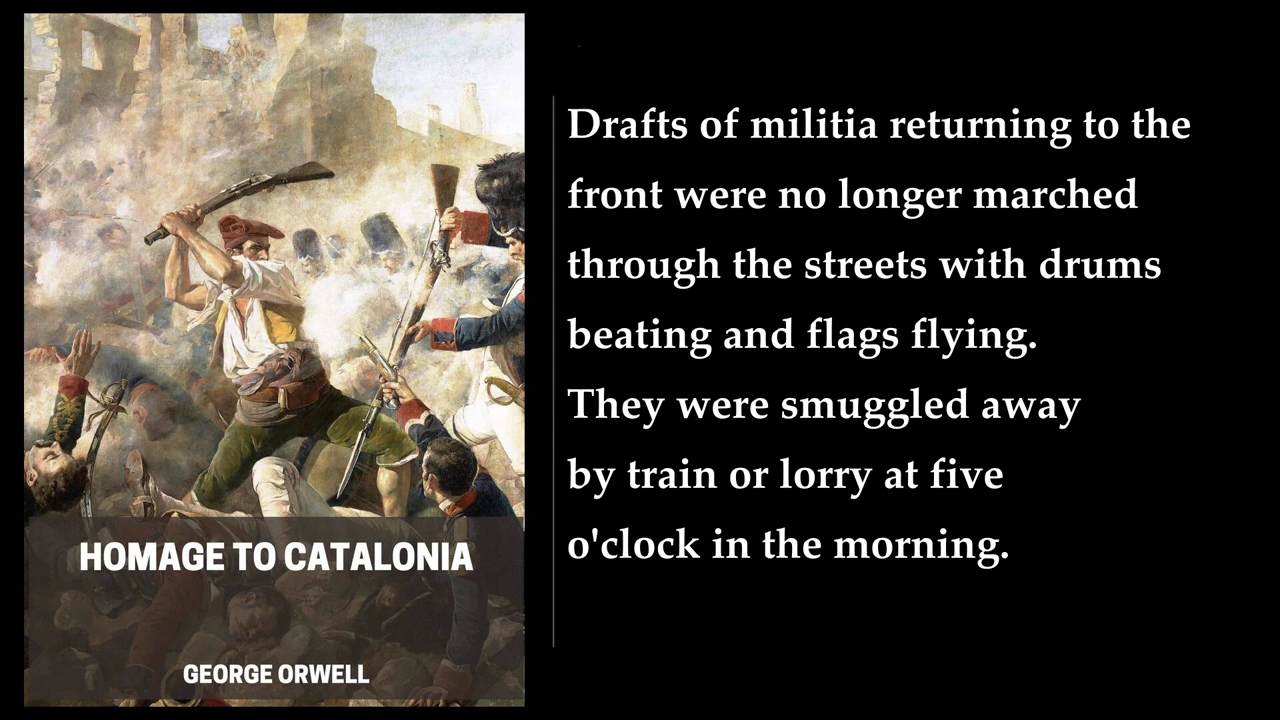 HOMAGE TO CATALONIA
GEORGE ORWELL
Drafts of militia returning to the
front were no longer marched
through the streets with drums
beating and flags flying.
They were smuggled away
by train or lorry at five
o'clock in the morning.